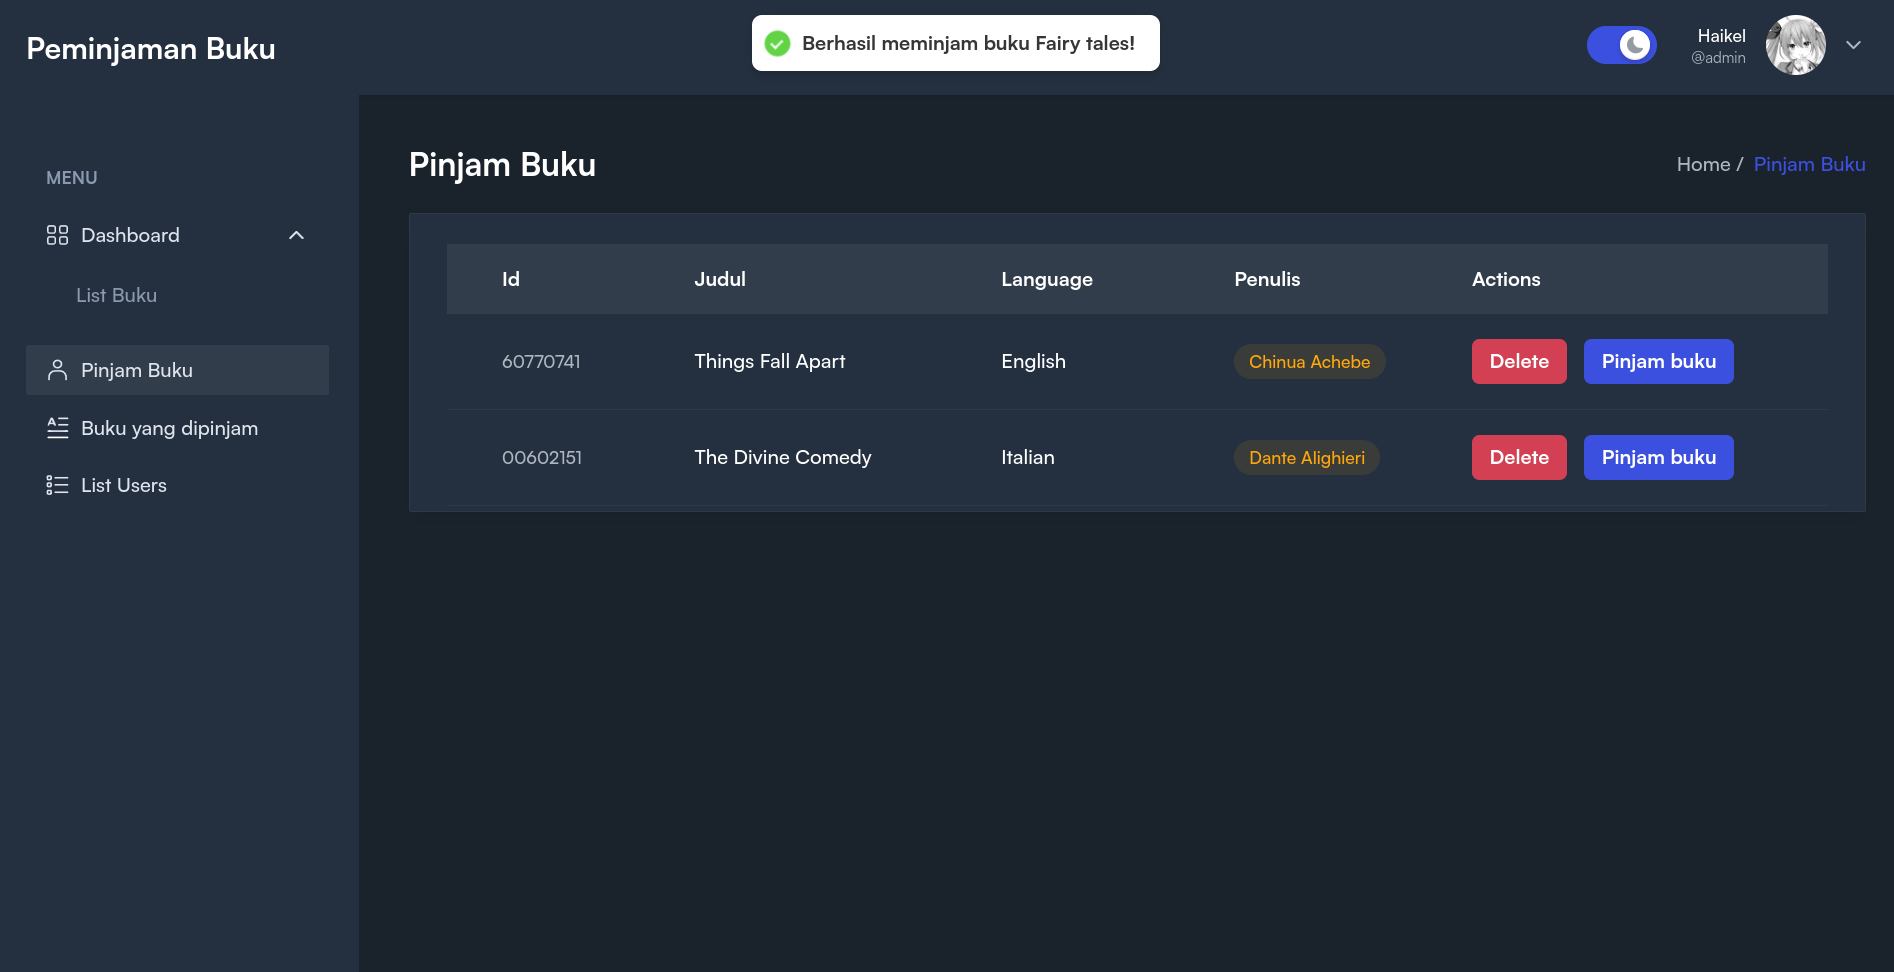 Peminjaman Buku
Berhasil meminjam buku Fairy tales!
Haikel
@admin
MENU
Dashboard
List Buku
Pinjam Buku
Buku yang dipinjam
List Users
Pinjam Buku
Home / Pinjam Buku
Id Judul Language Penulis Actions
60770741 Things Fall Apart English Chinua Achebe Delete Pinjam buku
00602151 The Divine Comedy Italian Dante Alighieri Delete Pinjam buku